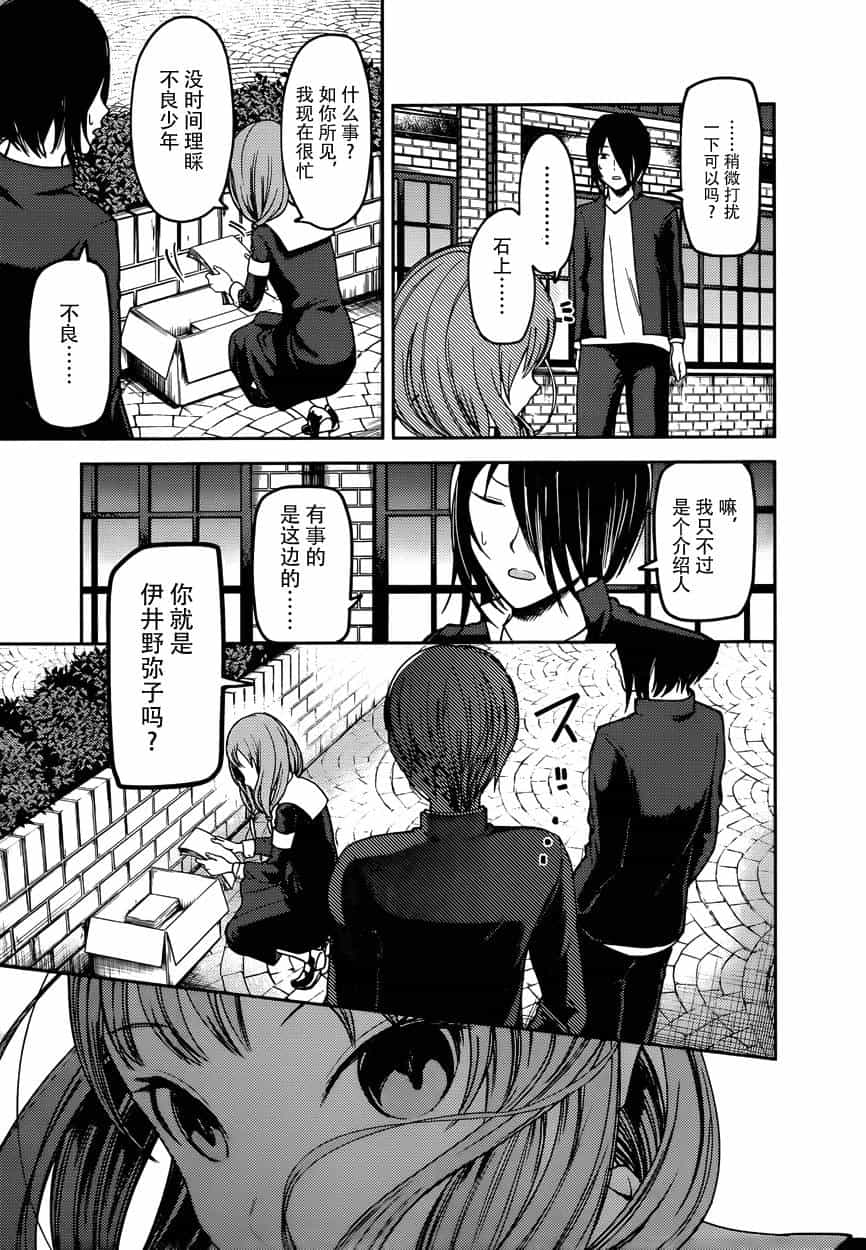 ……稍微打扰
一下可以吗？
…………
石上…
什么事？
如你所见，
我现在很忙
没时间理睬
不良少年
不良……
嘛，
我只不过
是个介绍人
有事的
是这边的……
你就是
伊井野弥子吗？
ス